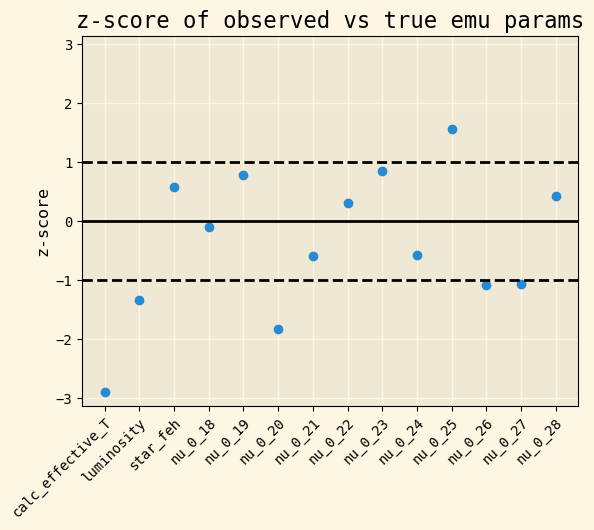 z-score of observed vs true emu params
z-score
3
2
1
0
−1
−2
−3
calc_effective_T
luminosity
star_feh
nu_0_18
nu_0_19
nu_0_20
nu_0_21
nu_0_22
nu_0_23
nu_0_24
nu_0_25
nu_0_26
nu_0_27
nu_0_28